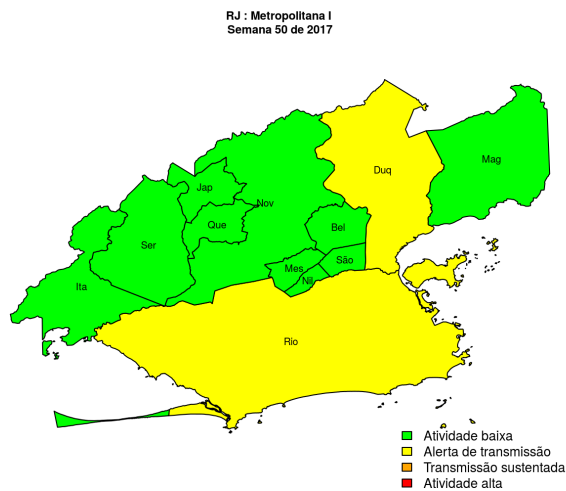 RJ : Metropolitana I
Semana 50 de 2017
Duq
Mag
Jap
Nov
Que
Bel
Ser
São
Mes
Nil
Ita
Rio
Atividade baixa
Alerta de transmissão
Transmissão sustentada
Atividade alta